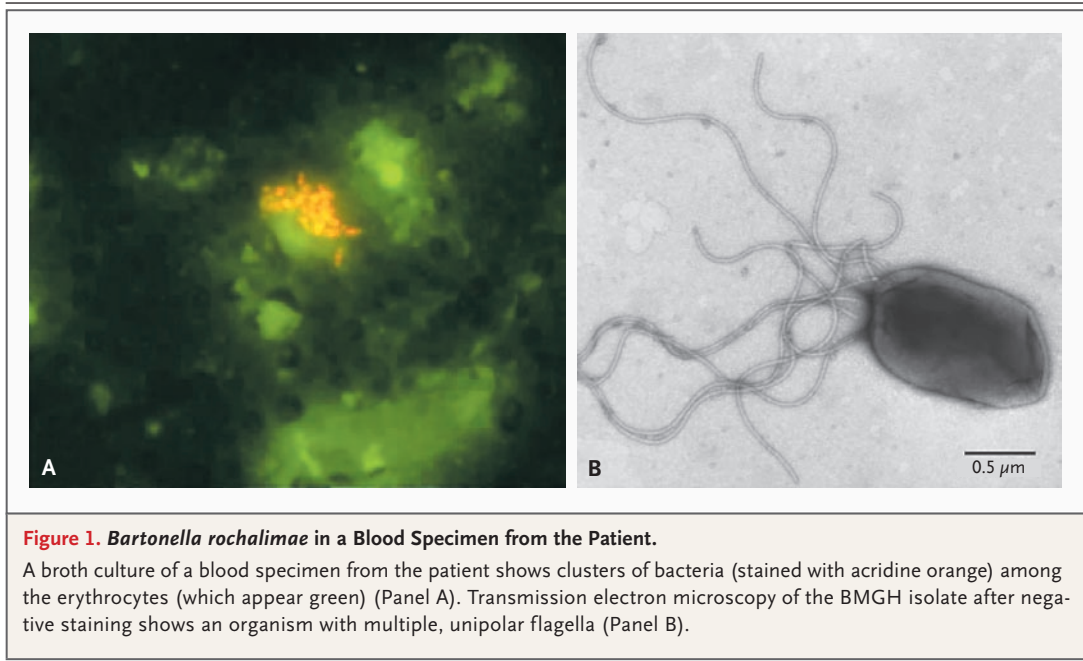 A
B
0.5 µm
Figure 1. Bartonella rochalimae in a Blood Specimen from the Patient.
A broth culture of a blood specimen from the patient shows clusters of bacteria (stained with acridine orange) among
the erythrocytes (which appear green) (Panel A). Transmission electron microscopy of the BMGH isolate after nega-
tive staining shows an organism with multiple, unipolar flagella (Panel B).